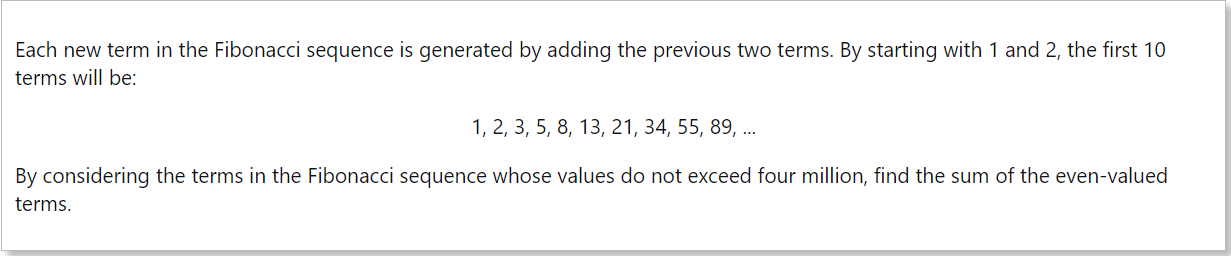 Each new term in the Fibonacci sequence is generated by adding the previous two terms. By starting with 1 and 2, the first 10
terms will be:
1, 2, 3, 5, 8, 13, 21, 34, 55, 89, ...
By considering the terms in the Fibonacci sequence whose values do not exceed four million, find the sum of the even-valued
terms.